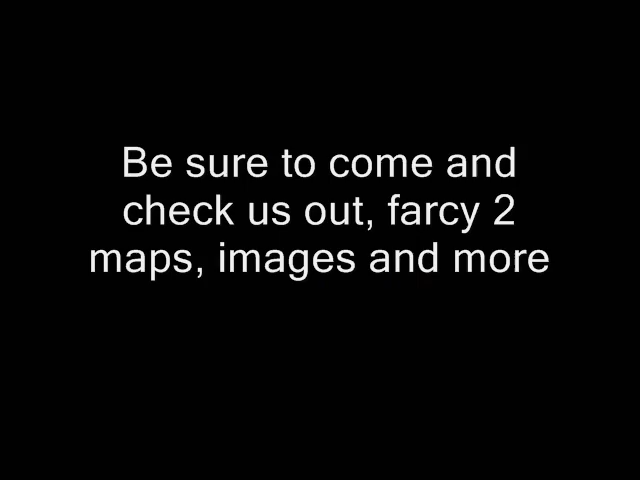 Be sure to come and
check us out, farcy 2
maps, images and more